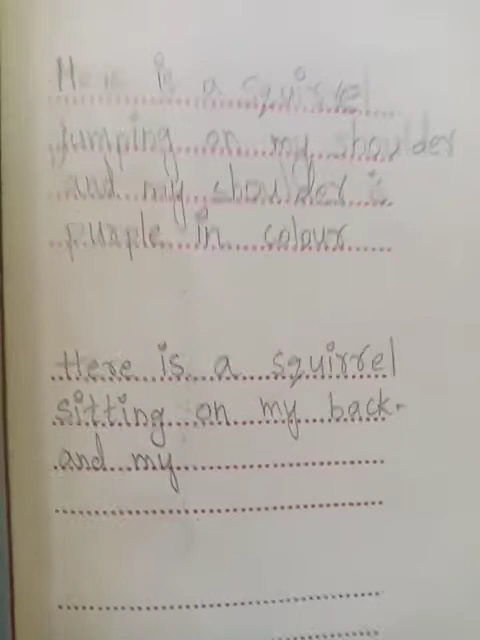 Here is a squirrel
jumping on my shoulder
and my shoulder is
purple in colour
Here is a squirrel
sitting on my back.
and my